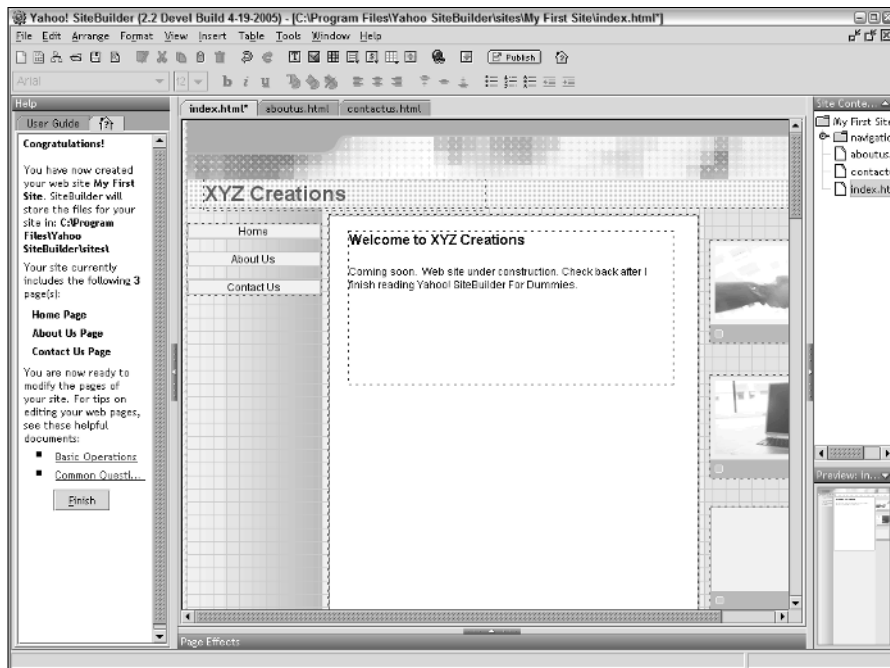 Yahoo! SiteBuilder (2.2 Devel Build 4-19-2005) - [C:\Program Files\Yahoo SiteBuilder\sites\My First Site\index.html*]
File Edit Arrange Format View Insert Table Tools Window Help
Publish
Arial 12 b i u
Help
User Guide
Congratulations!
You have now created
your web site My First
Site. SiteBuilder will
store the files for your
site in: C:\Program
Files\Yahoo
SiteBuilder\sites\
Your site currently
includes the following 3
page(s):
Home Page
About Us Page
Contact Us Page
You are now ready to
modify the pages of
your site. For tips on
editing your web pages,
see these helpful
documents:
Basic Operations
Common Questi...
Finish
index.html* aboutus.html contactus.html
XYZ Creations
Home
About Us
Contact Us
Welcome to XYZ Creations
Coming soon. Web site under construction. Check back after I
finish reading Yahoo! SiteBuilder For Dummies.
Page Effects
Site Conte...
My First Site
navigatio
aboutus.
contactu
index.ht
Preview: in...